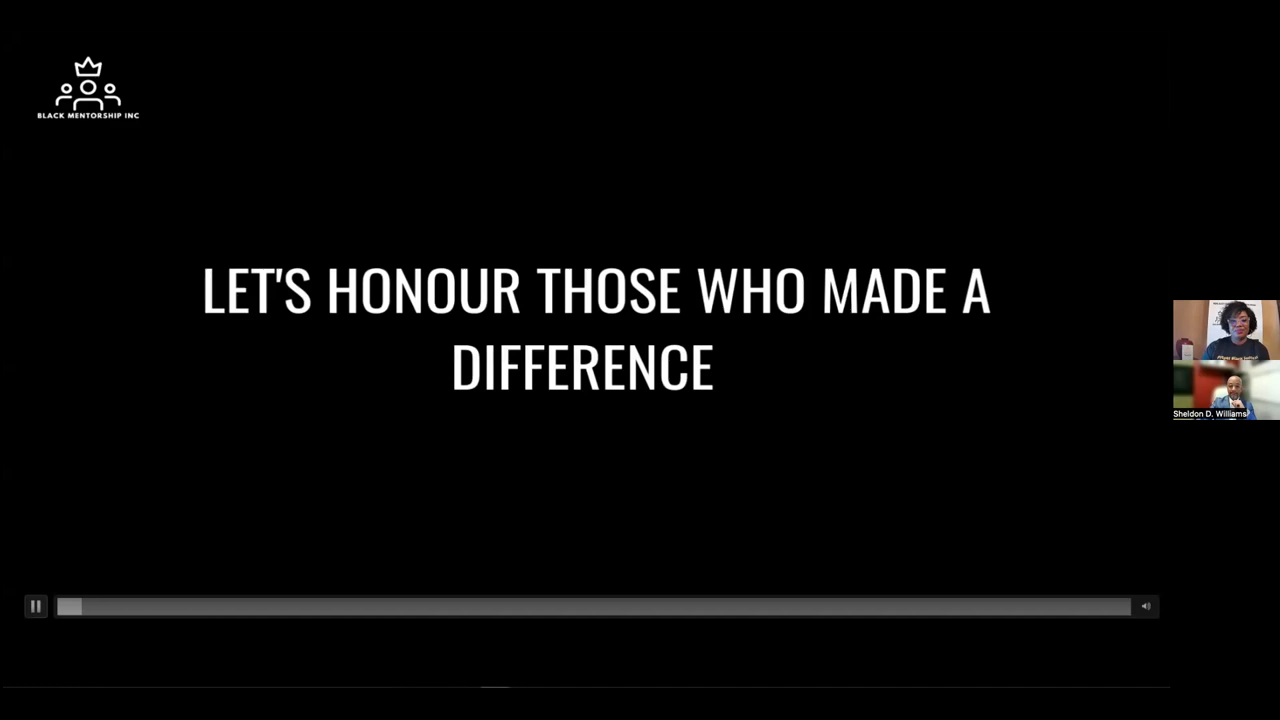 BLACK MENTORSHIP INC
LET'S HONOUR THOSE WHO MADE A
DIFFERENCE
Sheldon D. Williams